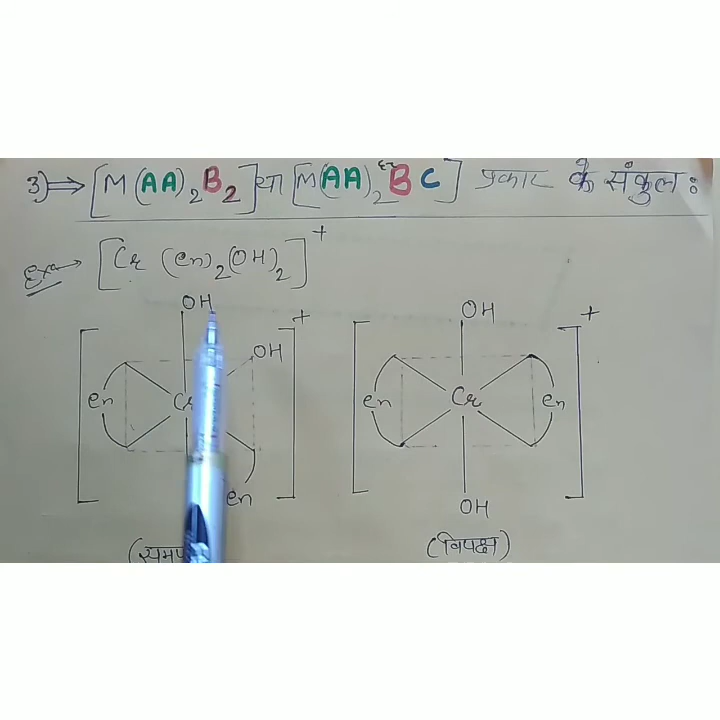 3) ⇒ [M(AA)₂B₂] या [M(AA)₂BC] प्रकार के संकुल :
Ex → [Cr (en)₂(OH)₂]⁺
OH
OH
+
en
Cr
en
OH
+
en
Cr
en
OH
(विपक्ष)